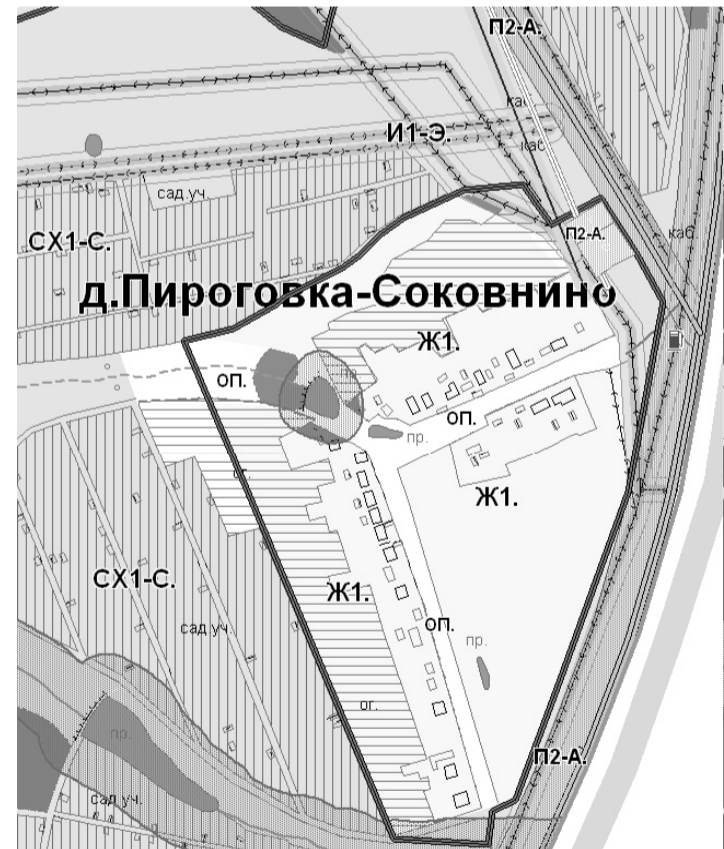 П2-А.
каб.
И1-Э.
каб.
сад.уч.
П2-А.
каб.
СХ1-С.
д.Пироговка-Соковнино
Ж1.
пр.
ОП.
ОП.
пр.
ог.
Ж1.
СХ1-С.
Ж1.
ОП.
сад.уч.
пр.
ог.
пр.
П2-А.
сад.уч.